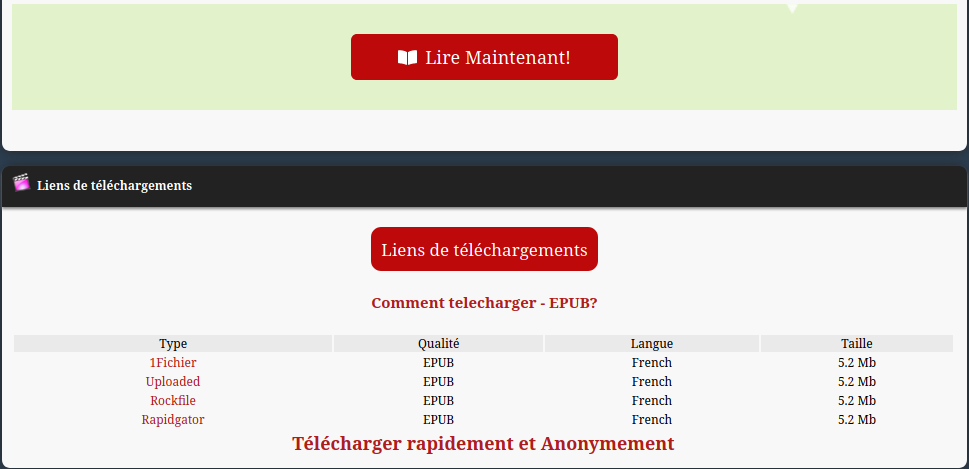 Lire Maintenant!
Liens de téléchargements
Liens de téléchargements
Comment telecharger - EPUB?
Type Qualité Langue Taille
1Fichier EPUB French 5.2 Mb
Uploaded EPUB French 5.2 Mb
Rockfile EPUB French 5.2 Mb
Rapidgator EPUB French 5.2 Mb
Télécharger rapidement et Anonymement